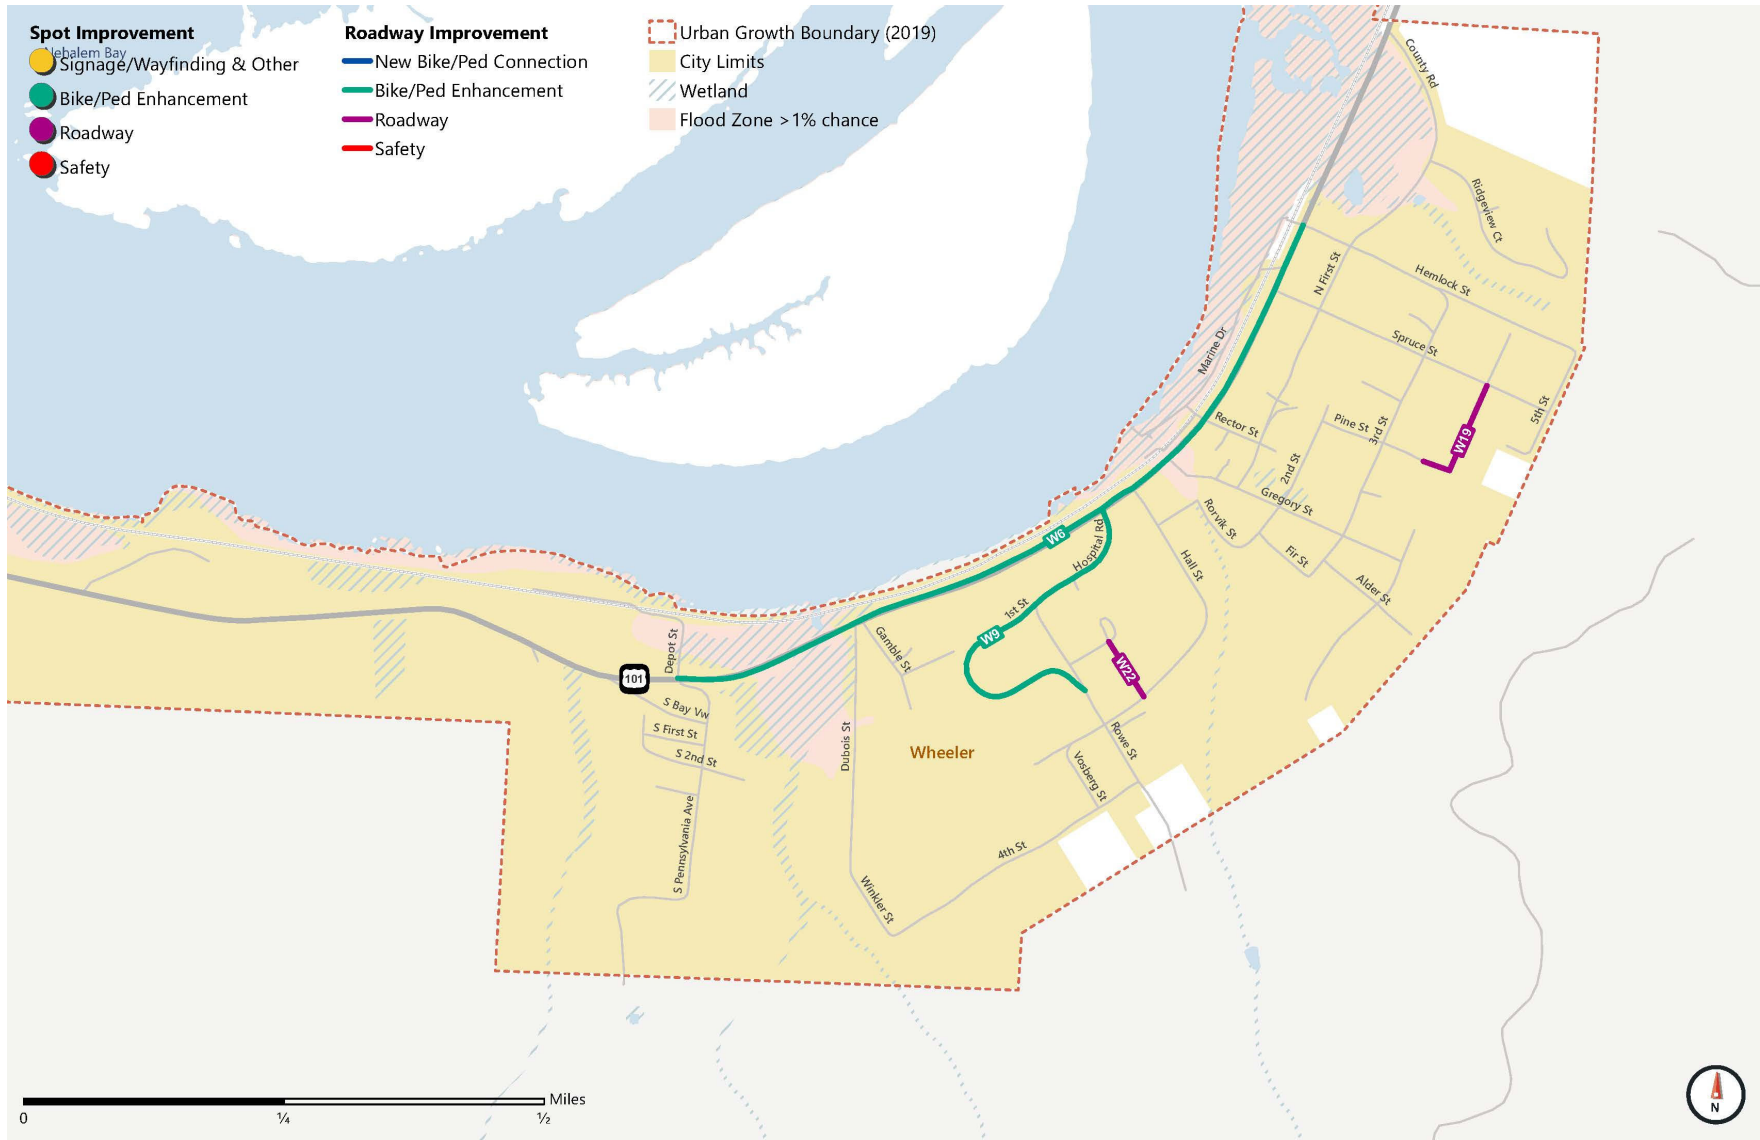 Spot Improvement
Nehalem Bay
Signage/Wayfinding & Other
Bike/Ped Enhancement
Roadway
Safety
Roadway Improvement
New Bike/Ped Connection
Bike/Ped Enhancement
Roadway
Safety
Urban Growth Boundary (2019)
City Limits
Wetland
Flood Zone >1% chance
County Rd
Ridgeview Ct
Hemlock St
N First St
Spruce St
Marine Dr
5th St
Rector St
Pine St
3rd St
W19
2nd St
Gregory St
Rorvik St
W6
Hospital Rd
Hall St
Fir St
Alder St
1st St
W9
Gamble St
Depot St
W22
101
S Bay Vw
S First St
S 2nd St
Dubois St
Wheeler
Rowe St
Vosberg St
S Pennsylvania Ave
4th St
Winkler St
Miles
0
¼
½
N